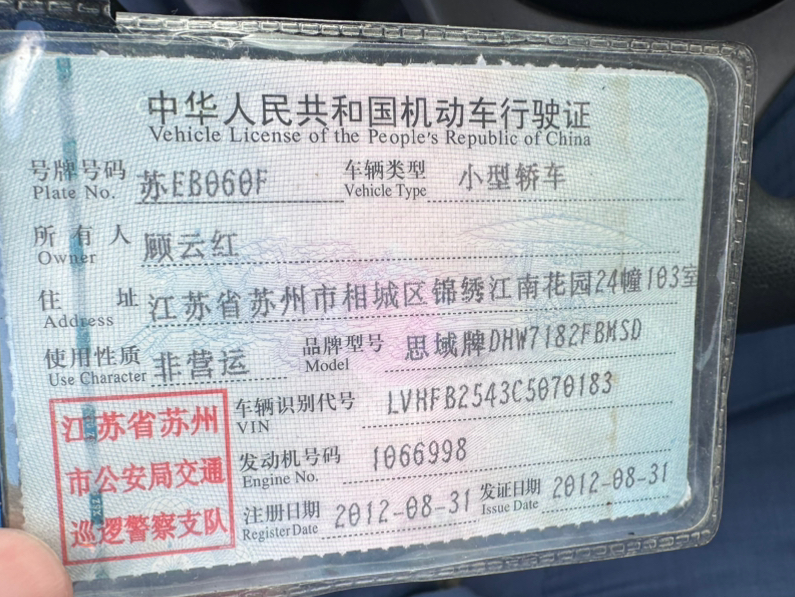 中华人民共和国机动车行驶证
Vehicle License of the People's Republic of China
号牌号码 苏EB060F 车辆类型 小型轿车
Plate No. Vehicle Type
所有人 顾云红
Owner
住址 江苏省苏州市相城区锦绣江南花园24幢103室
Address
使用性质 非营运 品牌型号 思域牌DHW7182FBMSD
Use Character Model
车辆识别代号 LVHFB2543C5070183
VIN
发动机号码 1066998
Engine No.
注册日期 2012-08-31 发证日期 2012-08-31
Register Date Issue Date
江苏省苏州
市公安局交通
巡逻警察支队